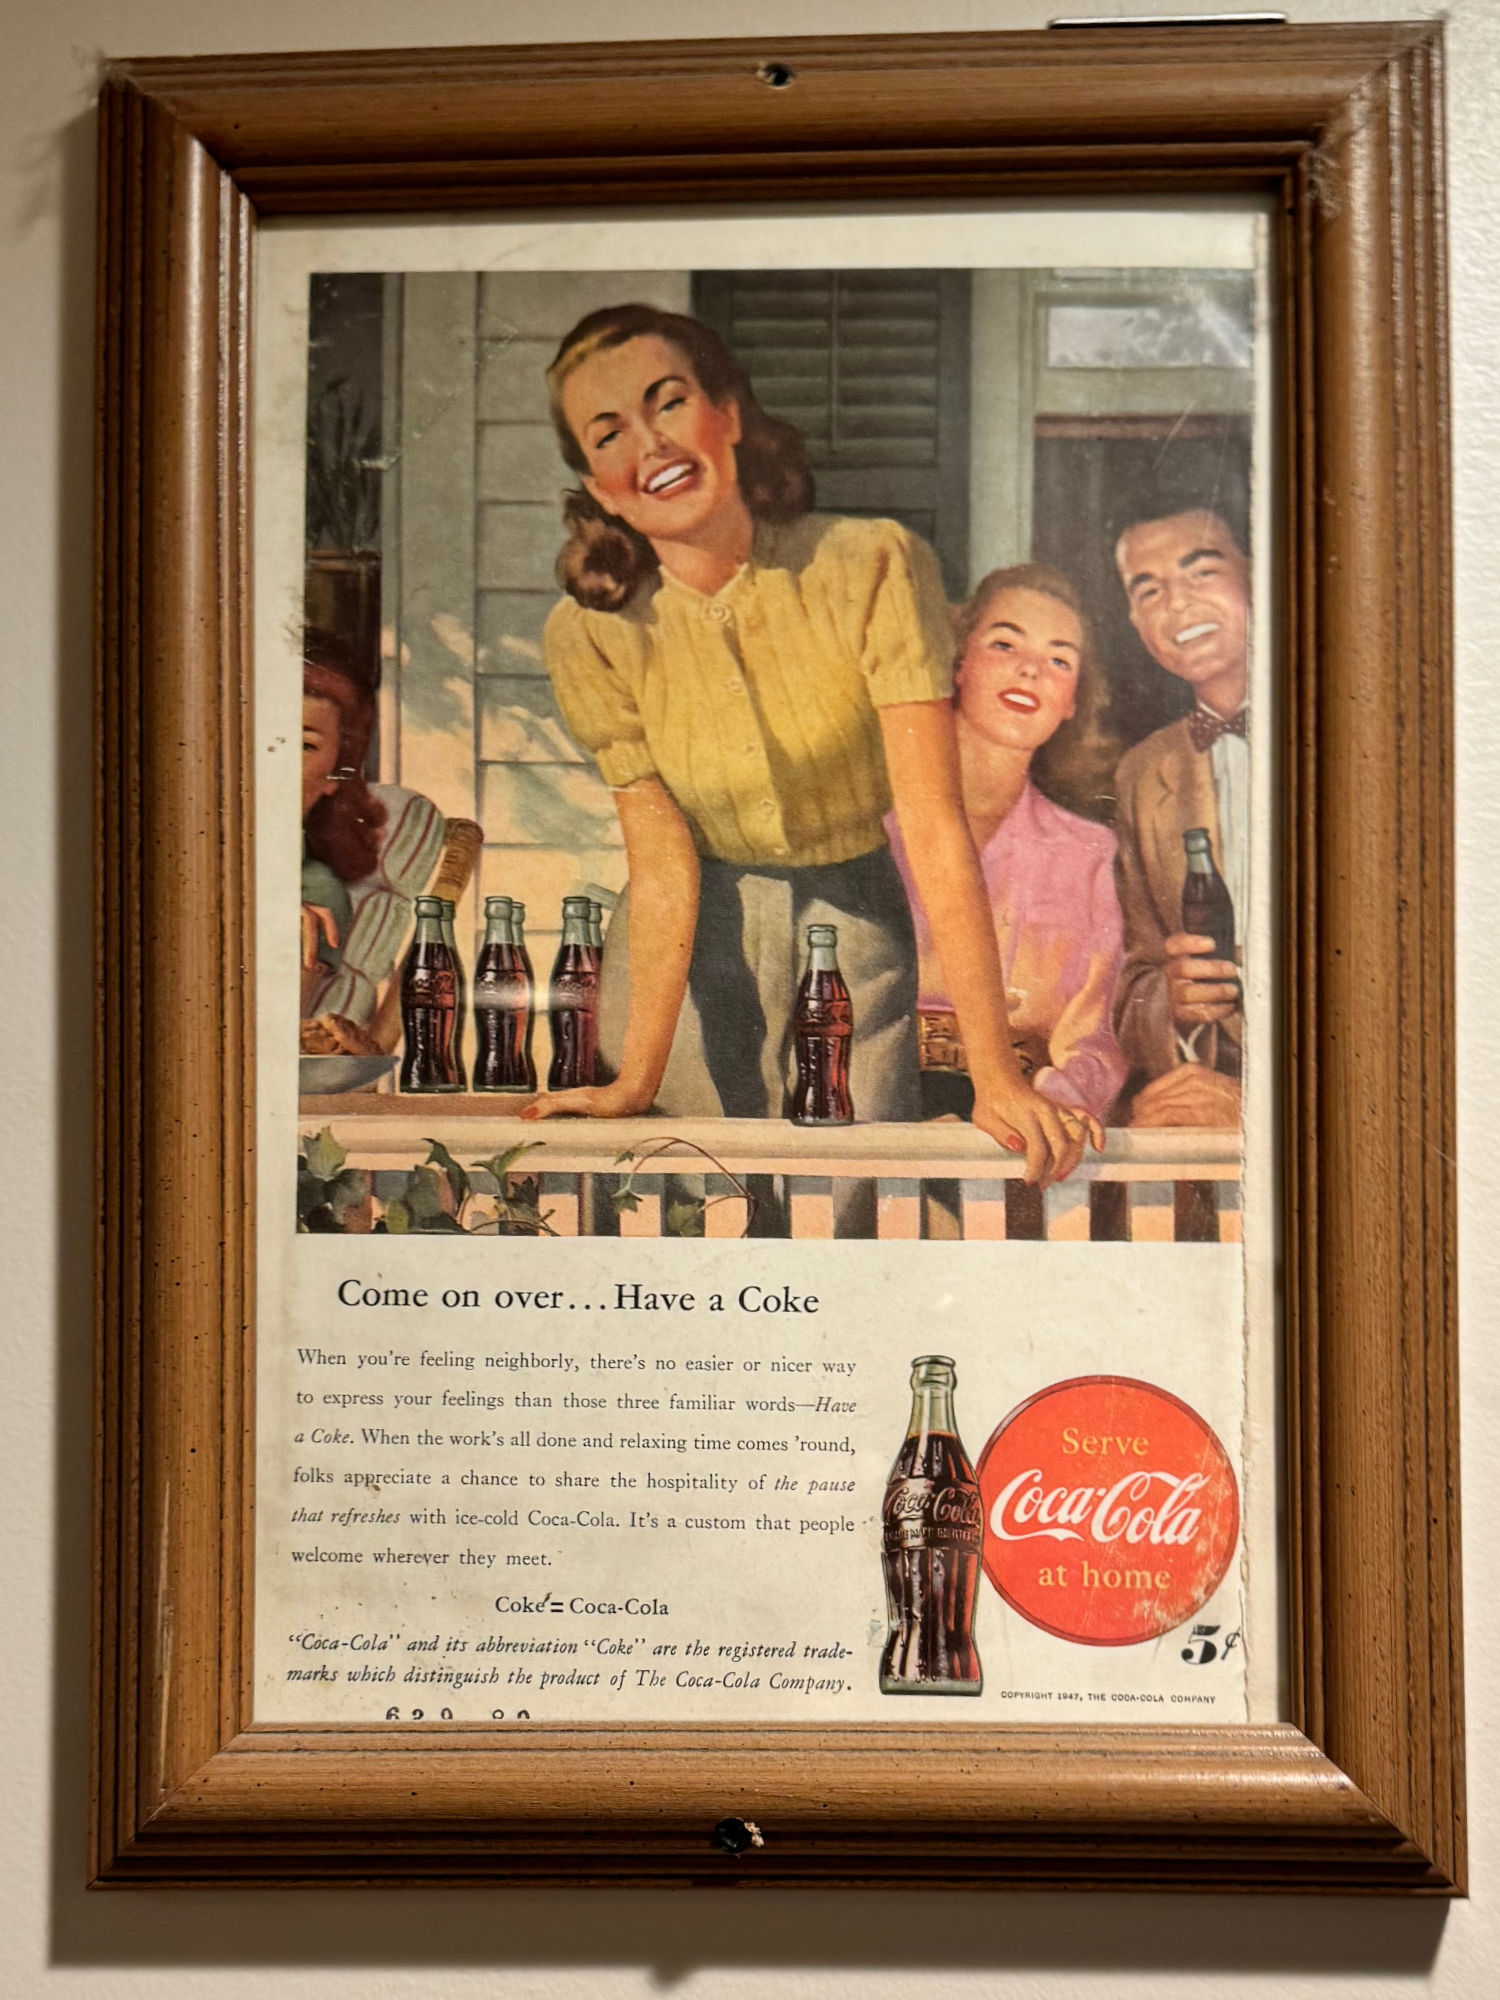 Come on over...Have a Coke
When you're feeling neighborly, there's no easier or nicer way
to express your feelings than those three familiar words—Have
a Coke. When the work's all done and relaxing time comes 'round,
folks appreciate a chance to share the hospitality of the pause
that refreshes with ice-cold Coca-Cola. It's a custom that people
welcome wherever they meet.
Coke = Coca-Cola
"Coca-Cola" and its abbreviation "Coke" are the registered trade-
marks which distinguish the product of The Coca-Cola Company.
Coca-Cola
Serve
Coca-Cola
at home
5¢
COPYRIGHT 1947, THE COCA-COLA COMPANY